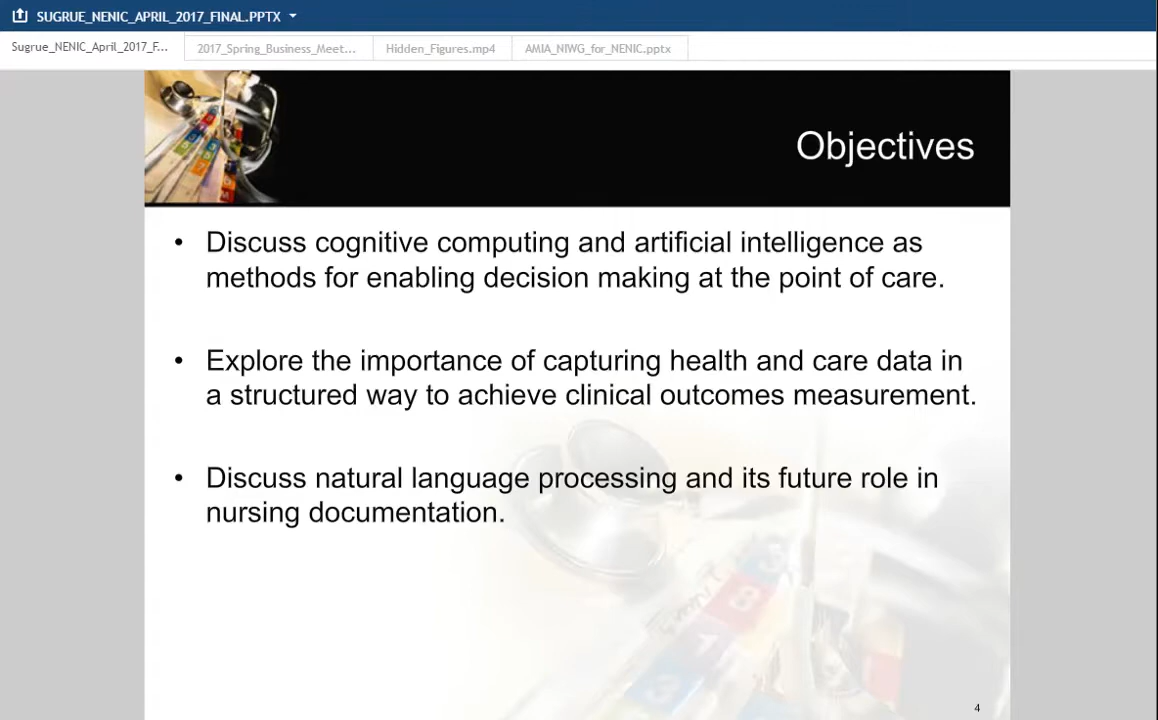 SUGRUE_NENIC_APRIL_2017_FINAL.PPTX
Sugrue_NENIC_April_2017_F... 2017_Spring_Business_Meet... Hidden_Figures.mp4 AMIA_NIWG_for_NENIC.pptx
Objectives
• Discuss cognitive computing and artificial intelligence as
methods for enabling decision making at the point of care.
• Explore the importance of capturing health and care data in
a structured way to achieve clinical outcomes measurement.
• Discuss natural language processing and its future role in
nursing documentation.
4